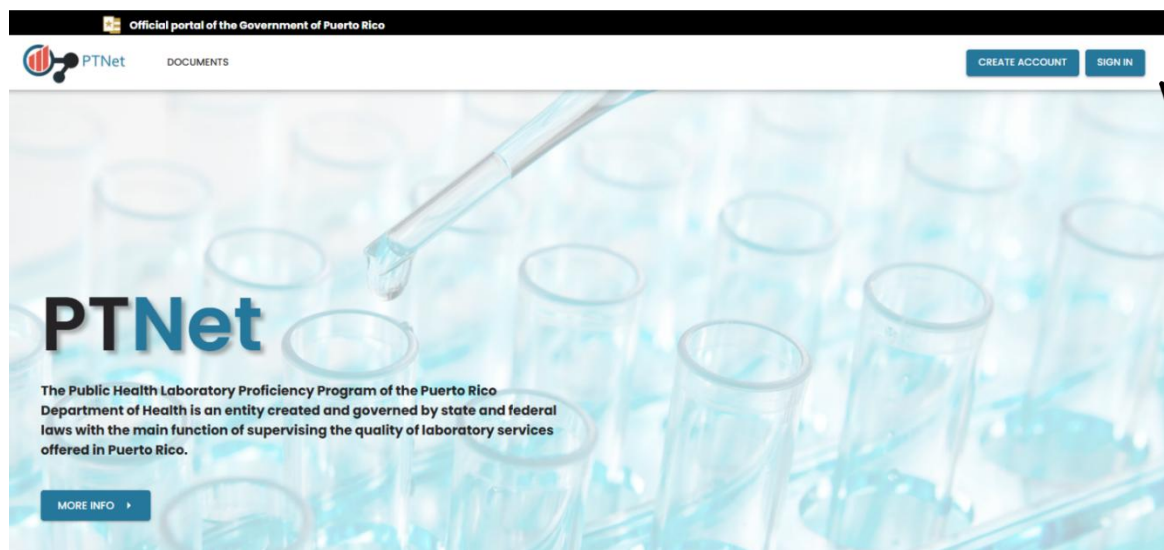 Official portal of the Government of Puerto Rico
PTNet DOCUMENTS CREATE ACCOUNT SIGN IN
PTNet
The Public Health Laboratory Proficiency Program of the Puerto Rico
Department of Health is an entity created and governed by state and federal
laws with the main function of supervising the quality of laboratory services
offered in Puerto Rico.
MORE INFO